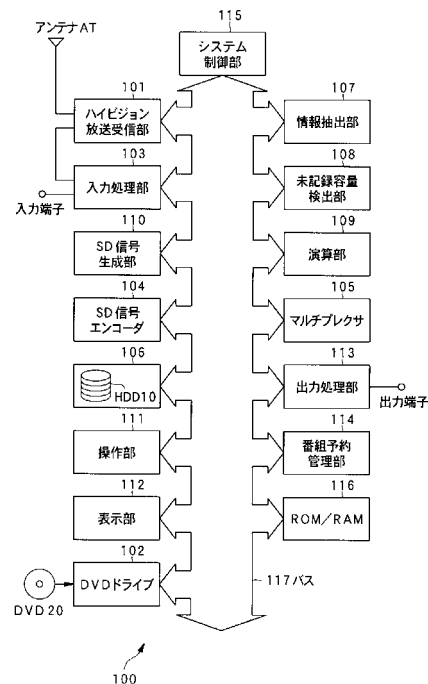 115
アンテナAT
システム
制御部
101
ハイビジョン
放送受信部
107
情報抽出部
103
入力処理部
入力端子
108
未記録容量
検出部
110
SD信号
生成部
109
演算部
104
SD信号
エンコーダ
105
マルチプレクサ
106
HDD10
113
出力処理部
出力端子
111
操作部
114
番組予約
管理部
112
表示部
116
ROM/RAM
102
DVDドライブ
DVD20
117バス
100